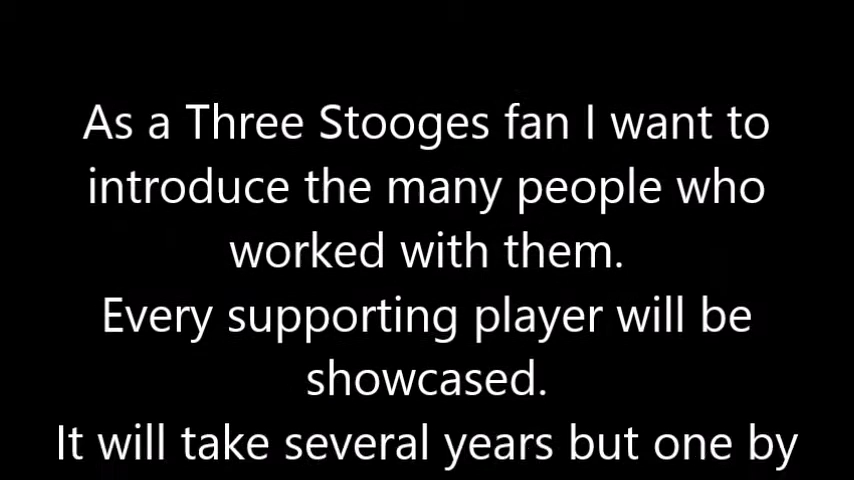 As a Three Stooges fan I want to
introduce the many people who
worked with them.
Every supporting player will be
showcased.
It will take several years but one by